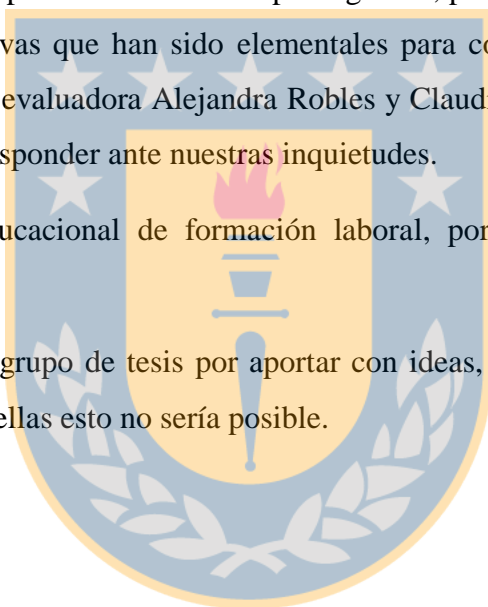 vas que han sido elementales para co
evaluadora Alejandra Robles y Claudi
sponder ante nuestras inquietudes.
ucacional de formación laboral, por
grupo de tesis por aportar con ideas,
ellas esto no sería posible.